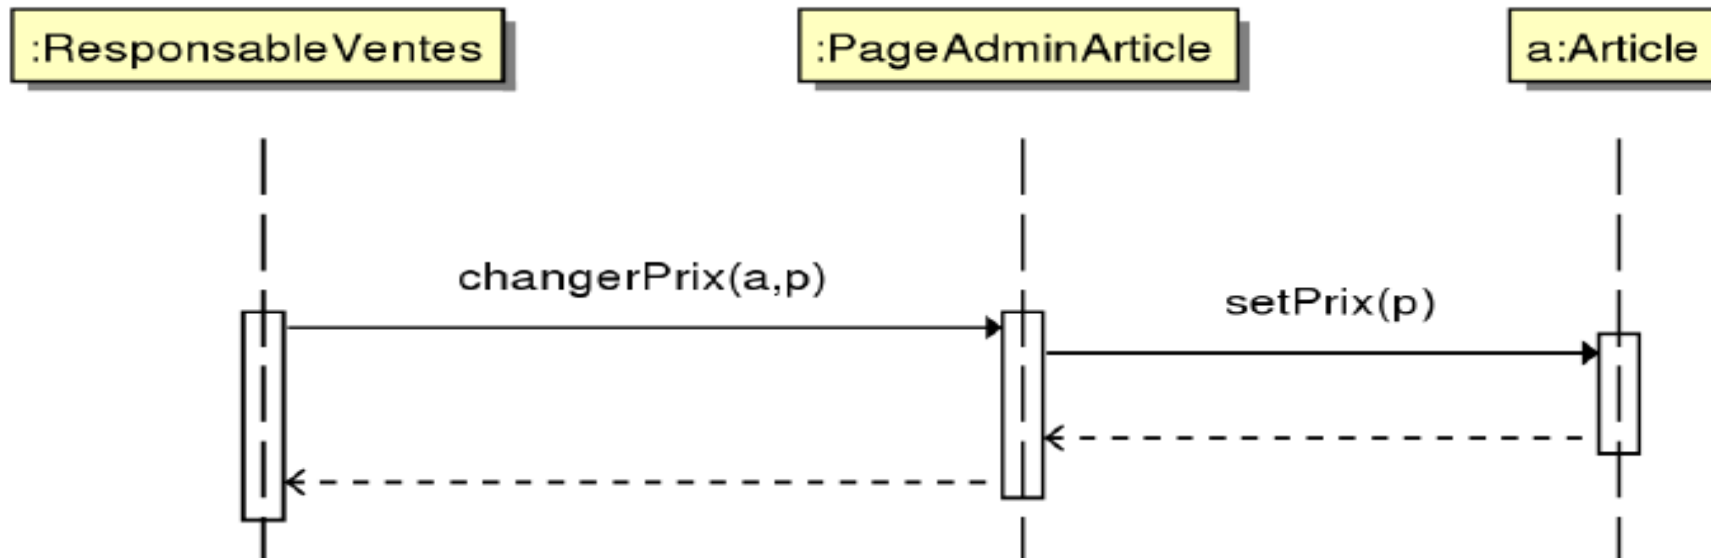 :ResponsableVentes
:PageAdminArticle
a:Article
changerPrix(a,p)
setPrix(p)